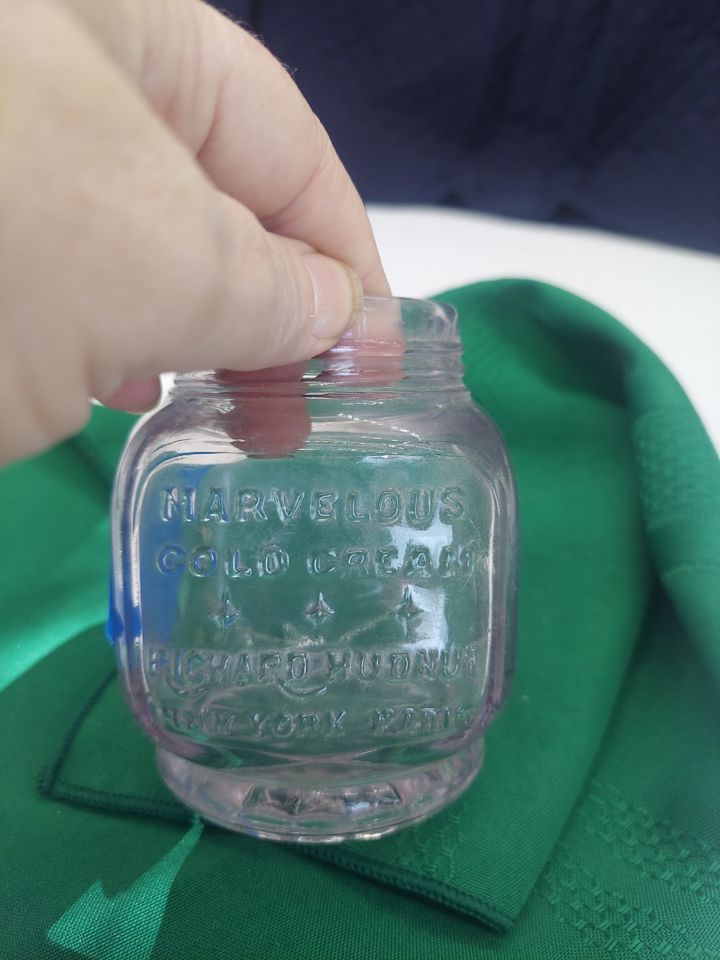 MARVELOUS
COLD CREAM
RICHARD HUDNUT
NEW YORK PARIS